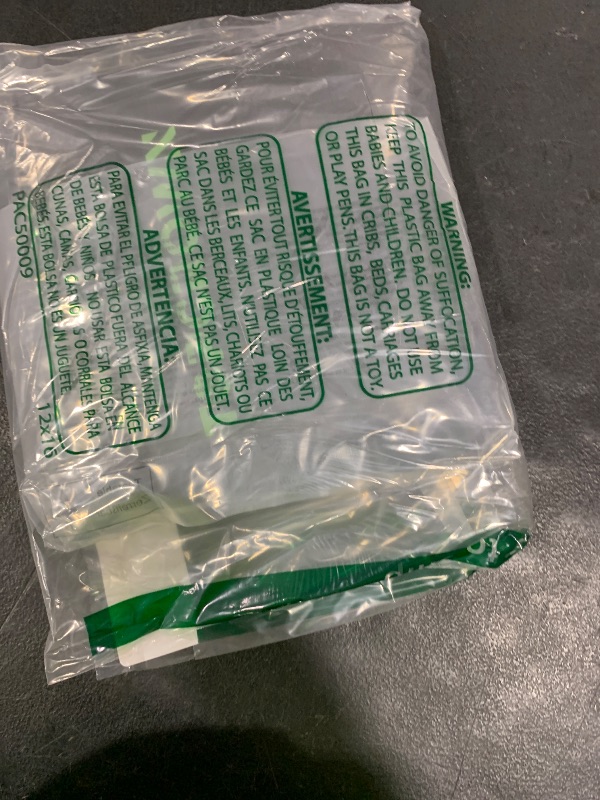 WARNING:
TO AVOID DANGER OF SUFFOCATION,
KEEP THIS PLASTIC BAG AWAY FROM
BABIES AND CHILDREN. DO NOT USE
THIS BAG IN CRIBS, BEDS, CARRIAGES
OR PLAY PENS. THIS BAG IS NOT A TOY.
AVERTISSEMENT:
POUR ÉVITER TOUT RISQUE D'ÉTOUFFEMENT,
GARDEZ CE SAC EN PLASTIQUE LOIN DES
BÉBÉS ET LES ENFANTS. N'UTILISEZ PAS CE
SAC DANS LES BERCEAUX, LITS, CHARIOTS OU
PARC AU BÉBÉ. CE SAC N'EST PAS UN JOUET.
ADVERTENCIA:
PARA EVITAR EL PELIGRO DE ASFIXIA, MANTENGA
ESTA BOLSA DE PLASTICO FUERA DEL ALCANCE
DE BEBÉS Y NIÑOS. NO USAR ESTA BOLSA EN
CUNAS, CAMAS, CARRIOLAS O CORRALES PARA
BEBÉS ESTA BOLSA NO ES UN JUGUETE
PAC50009 12x16